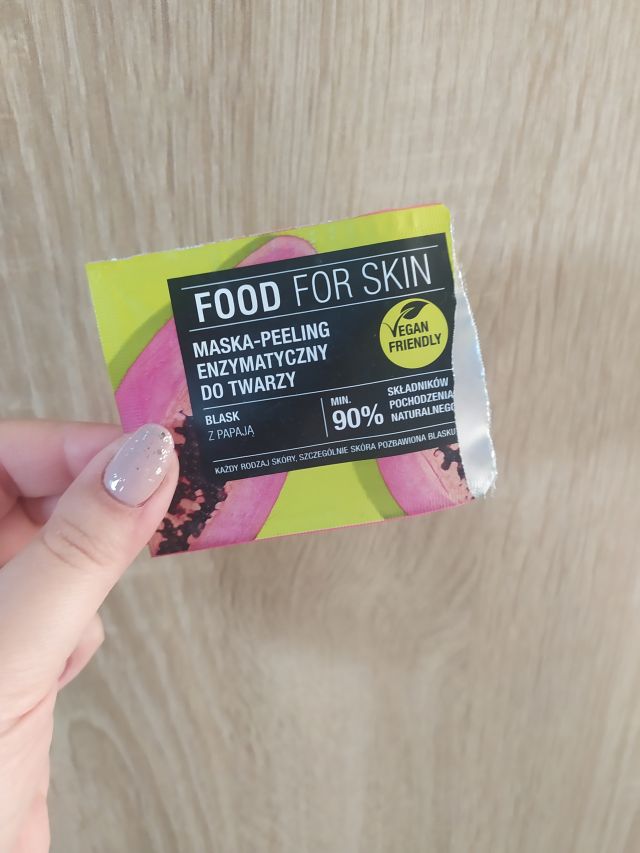 FOOD FOR SKIN
MASKA-PEELING
ENZYMATYCZNY
DO TWARZY
VEGAN
FRIENDLY
BLASK
Z PAPAJĄ
MIN.
90%
SKŁADNIKÓW
POCHODZENIA
NATURALNEGO
KAŻDY RODZAJ SKÓRY, SZCZEGÓLNIE SKÓRA POZBAWIONA BLASKU